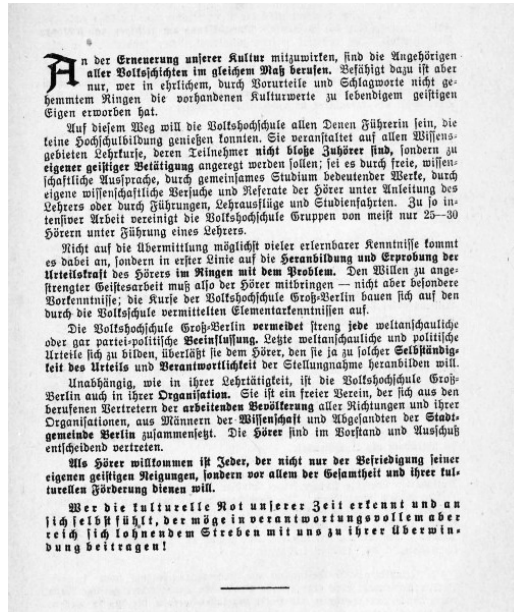 An der Erneuerung unserer Kultur mitzuwirken, sind die Angehörigen
aller Volksschichten im gleichem Maß berufen. Befähigt dazu ist aber
nur, wer in ehrlichem, durch Vorurteile und Schlagworte nicht ge-
hemmtem Ringen die vorhandenen Kulturwerte zu lebendigem geistigen
Eigen erworben hat.
Auf diesem Weg will die Volkshochschule allen Denen Führerin sein, die
keine Hochschulbildung genießen konnten. Sie veranstaltet auf allen Wissens-
gebieten Lehrkurse, deren Teilnehmer nicht bloße Zuhörer sind, sondern zu
eigener geistiger Betätigung angeregt werden sollen; sei es durch freie, wissen-
schaftliche Aussprache, durch gemeinsames Studium bedeutender Werke, durch
eigene wissenschaftliche Versuche und Referate der Hörer unter Anleitung des
Lehrers oder durch Führungen, Lehrausflüge und Studienfahrten. Zu so in-
tensiver Arbeit vereinigt die Volkshochschule Gruppen von meist nur 25—30
Hörern unter Führung eines Lehrers.
Nicht auf die Übermittlung möglichst vieler erlernbarer Kenntnisse kommt
es dabei an, sondern in erster Linie auf die Heranbildung und Erprobung der
Urteilskraft des Hörers im Ringen mit dem Problem. Den Willen zu ange-
strengter Geistesarbeit muß also der Hörer mitbringen — nicht aber besondere
Vorkenntnisse; die Kurse der Volkshochschule Groß-Berlin bauen sich auf den
durch die Volksschule vermittelten Elementarkenntnissen auf.
Die Volkshochschule Groß-Berlin vermeidet streng jede weltanschauliche
oder gar partei-politische Beeinflussung. Letzte weltanschauliche und politische
Urteile sich zu bilden, überläßt sie dem Hörer, den sie ja zu solcher Selbständig-
keit des Urteils und Verantwortlichkeit der Stellungnahme heranbilden will.
Unabhängig, wie in ihrer Lehrtätigkeit, ist die Volkshochschule Groß-
Berlin auch in ihrer Organisation. Sie ist ein freier Verein, der sich aus den
berufenen Vertretern der arbeitenden Bevölkerung aller Richtungen und ihrer
Organisationen, aus Männern der Wissenschaft und Abgesandten der Stadt-
gemeinde Berlin zusammensetzt. Die Hörer sind im Vorstand und Ausschuß
entscheidend vertreten.
Als Hörer willkommen ist Jeder, der nicht nur der Befriedigung seiner
eigenen geistigen Neigungen, sondern vor allem der Gesamtheit und ihrer kul-
turellen Förderung dienen will.
Wer die kulturelle Not unserer Zeit erkennt und an
sich selbst fühlt, der möge in verantwortungsvollem aber
reich sich lohnendem Streben mit uns zu ihrer Überwin-
dung beitragen!